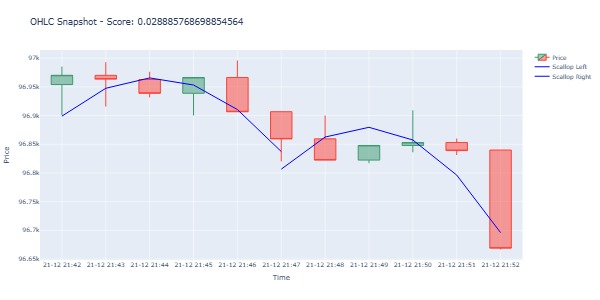 OHLC Snapshot - Score: 0.028885768698854564
97k
96.95k
96.9k
96.85k
96.8k
96.75k
96.7k
96.65k
Price
21-12 21:42 21-12 21:43 21-12 21:44 21-12 21:45 21-12 21:46 21-12 21:47 21-12 21:48 21-12 21:49 21-12 21:50 21-12 21:51 21-12 21:52
Time
Price
Scallop Left
Scallop Right